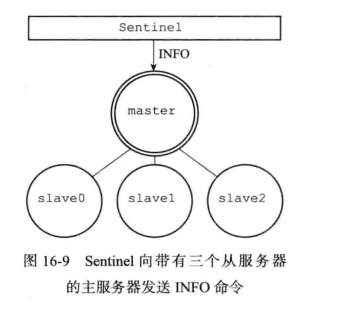 Sentinel
INFO
master
slave0 slave1 slave2
图 16-9 Sentinel 向带有三个从服务器
的主服务器发送 INFO 命令